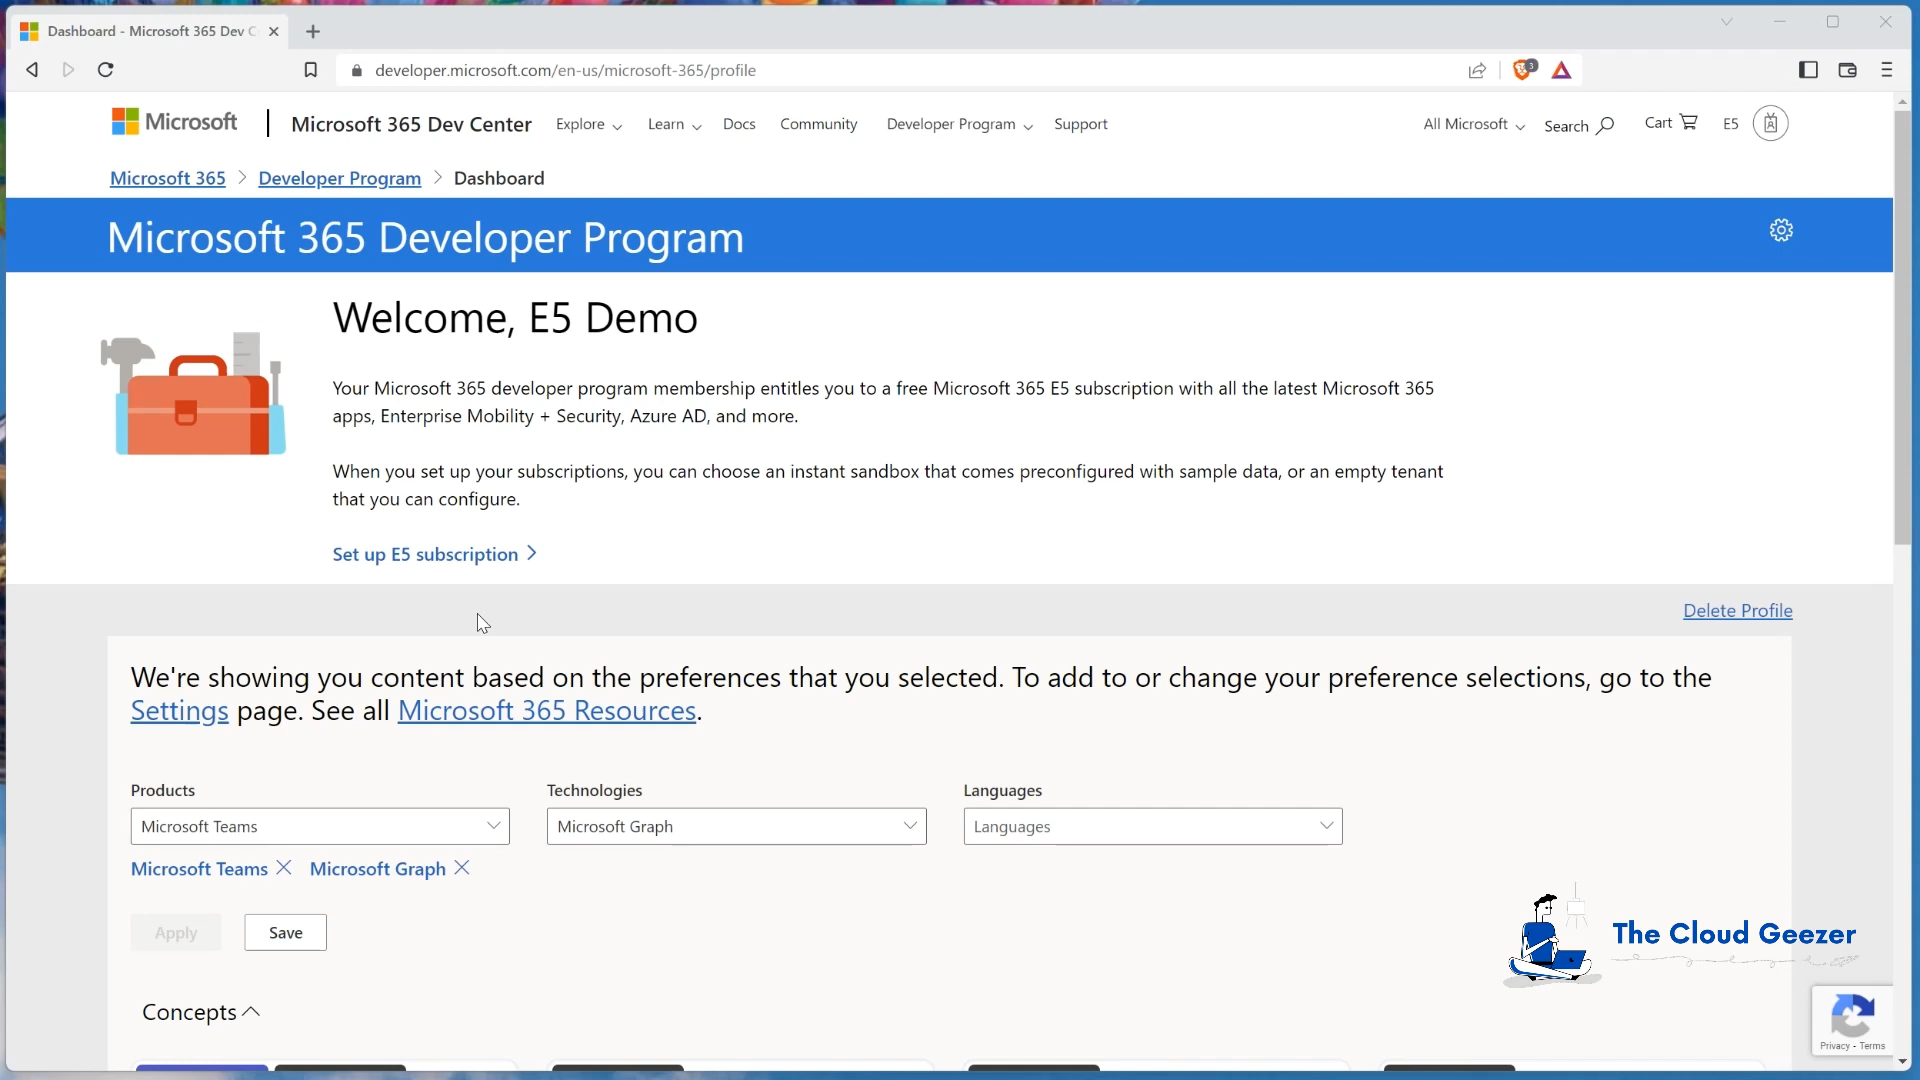 Dashboard - Microsoft 365 Dev C
developer.microsoft.com/en-us/microsoft-365/profile
3
Microsoft
Microsoft 365 Dev Center
Explore
Learn
Docs
Community
Developer Program
Support
All Microsoft
Search
Cart
E5
Microsoft 365 > Developer Program > Dashboard
Microsoft 365 Developer Program
Welcome, E5 Demo
Your Microsoft 365 developer program membership entitles you to a free Microsoft 365 E5 subscription with all the latest Microsoft 365
apps, Enterprise Mobility + Security, Azure AD, and more.
When you set up your subscriptions, you can choose an instant sandbox that comes preconfigured with sample data, or an empty tenant
that you can configure.
Set up E5 subscription
Delete Profile
We're showing you content based on the preferences that you selected. To add to or change your preference selections, go to the
Settings page. See all Microsoft 365 Resources.
Products
Technologies
Languages
Microsoft Teams
Microsoft Graph
Languages
Microsoft Teams
Microsoft Graph
Apply
Save
The Cloud Geezer
Concepts
Privacy - Terms